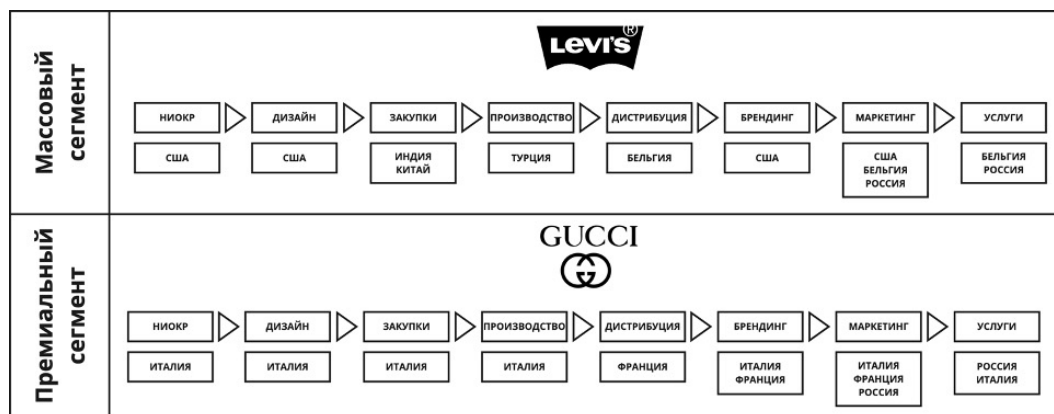 Массовый
сегмент
LEVI'S®
НИОКР
ДИЗАЙН
ЗАКУПКИ
ПРОИЗВОДСТВО
ДИСТРИБУЦИЯ
БРЕНДИНГ
МАРКЕТИНГ
УСЛУГИ
США
США
ИНДИЯ
КИТАЙ
ТУРЦИЯ
БЕЛЬГИЯ
США
США
БЕЛЬГИЯ
РОССИЯ
БЕЛЬГИЯ
РОССИЯ
Премиальный
сегмент
GUCCI
НИОКР
ДИЗАЙН
ЗАКУПКИ
ПРОИЗВОДСТВО
ДИСТРИБУЦИЯ
БРЕНДИНГ
МАРКЕТИНГ
УСЛУГИ
ИТАЛИЯ
ИТАЛИЯ
ИТАЛИЯ
ИТАЛИЯ
ФРАНЦИЯ
ИТАЛИЯ
ФРАНЦИЯ
ИТАЛИЯ
ФРАНЦИЯ
РОССИЯ
РОССИЯ
ИТАЛИЯ